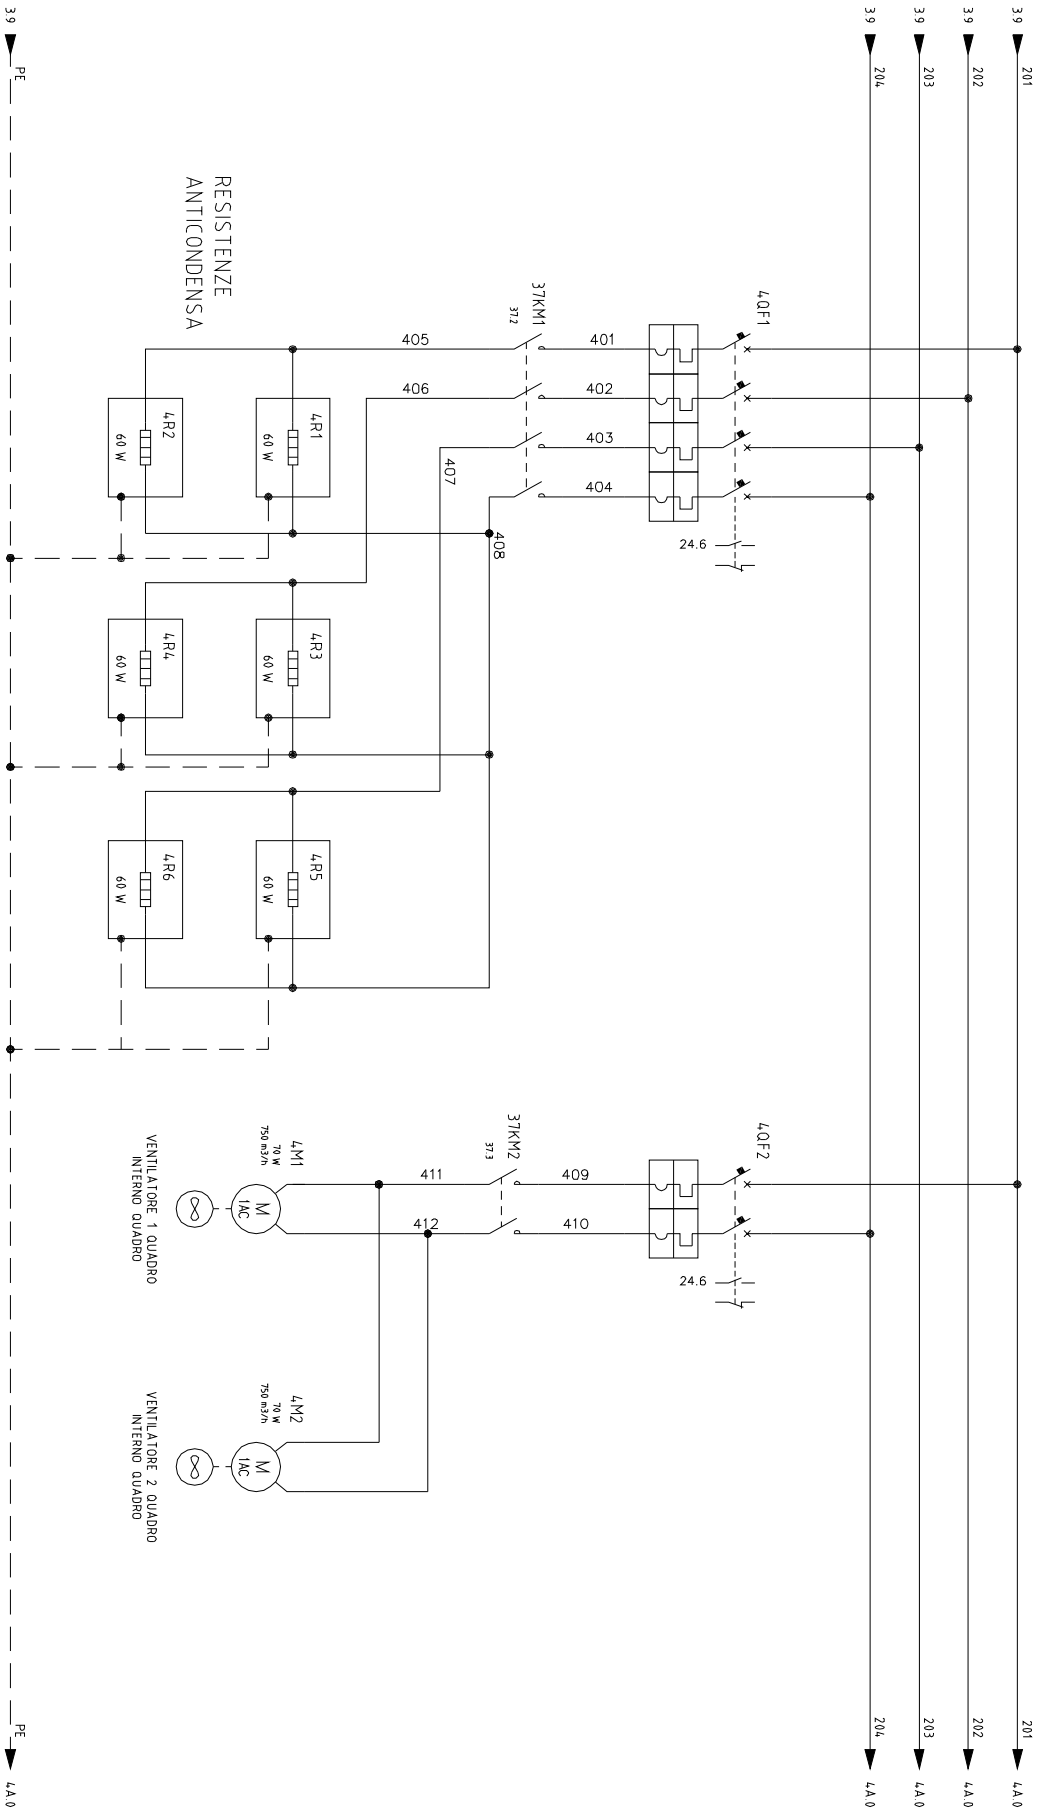 3.9
201
201
4A.0
3.9
202
202
4A.0
3.9
203
203
4A.0
3.9
204
204
4A.0
4QF1
24.6
4QF2
24.6
401
402
403
404
409
410
37KM1
37.2
37KM2
37.3
405
406
407
408
411
412
RESISTENZE
ANTICONDENSA
4R1
60 W
4R3
60 W
4R5
60 W
4R2
60 W
4R4
60 W
4R6
60 W
4M1
70 W
750 m3/h
M
1AC
VENTILATORE 1 QUADRO
INTERNO QUADRO
4M2
70 W
750 m3/h
M
1AC
VENTILATORE 2 QUADRO
INTERNO QUADRO
3.9
PE
PE
4A.0